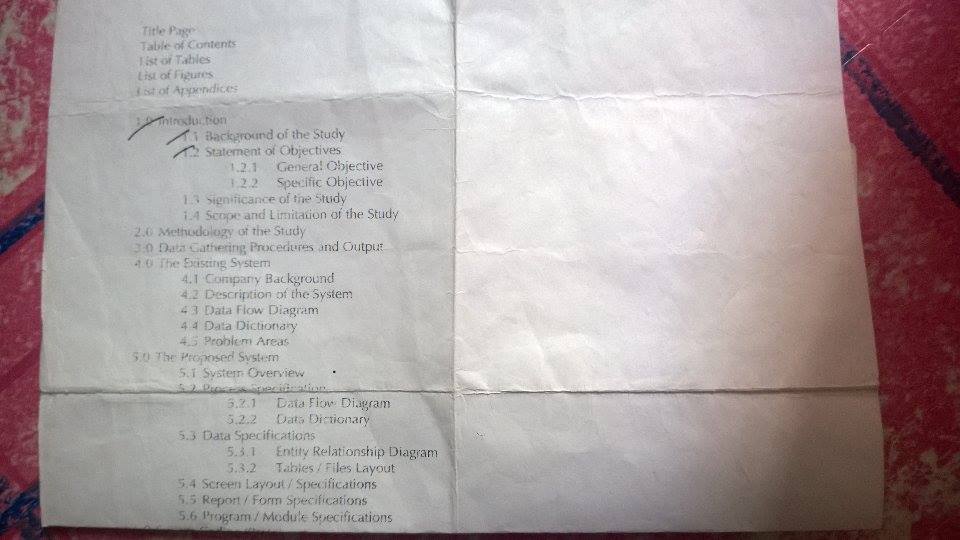 Title Page
Table of Contents
List of Tables
List of Figures
List of Appendices
1.0 Introduction
1.1 Background of the Study
1.2 Statement of Objectives
1.2.1 General Objective
1.2.2 Specific Objective
1.3 Significance of the Study
1.4 Scope and Limitation of the Study
2.0 Methodology of the Study
3.0 Data Gathering Procedures and Output
4.0 The Existing System
4.1 Company Background
4.2 Description of the System
4.3 Data Flow Diagram
4.4 Data Dictionary
4.5 Problem Areas
5.0 The Proposed System
5.1 System Overview
5.2 Process Specification
5.2.1 Data Flow Diagram
5.2.2 Data Dictionary
5.3 Data Specifications
5.3.1 Entity Relationship Diagram
5.3.2 Tables / Files Layout
5.4 Screen Layout / Specifications
5.5 Report / Form Specifications
5.6 Program / Module Specifications